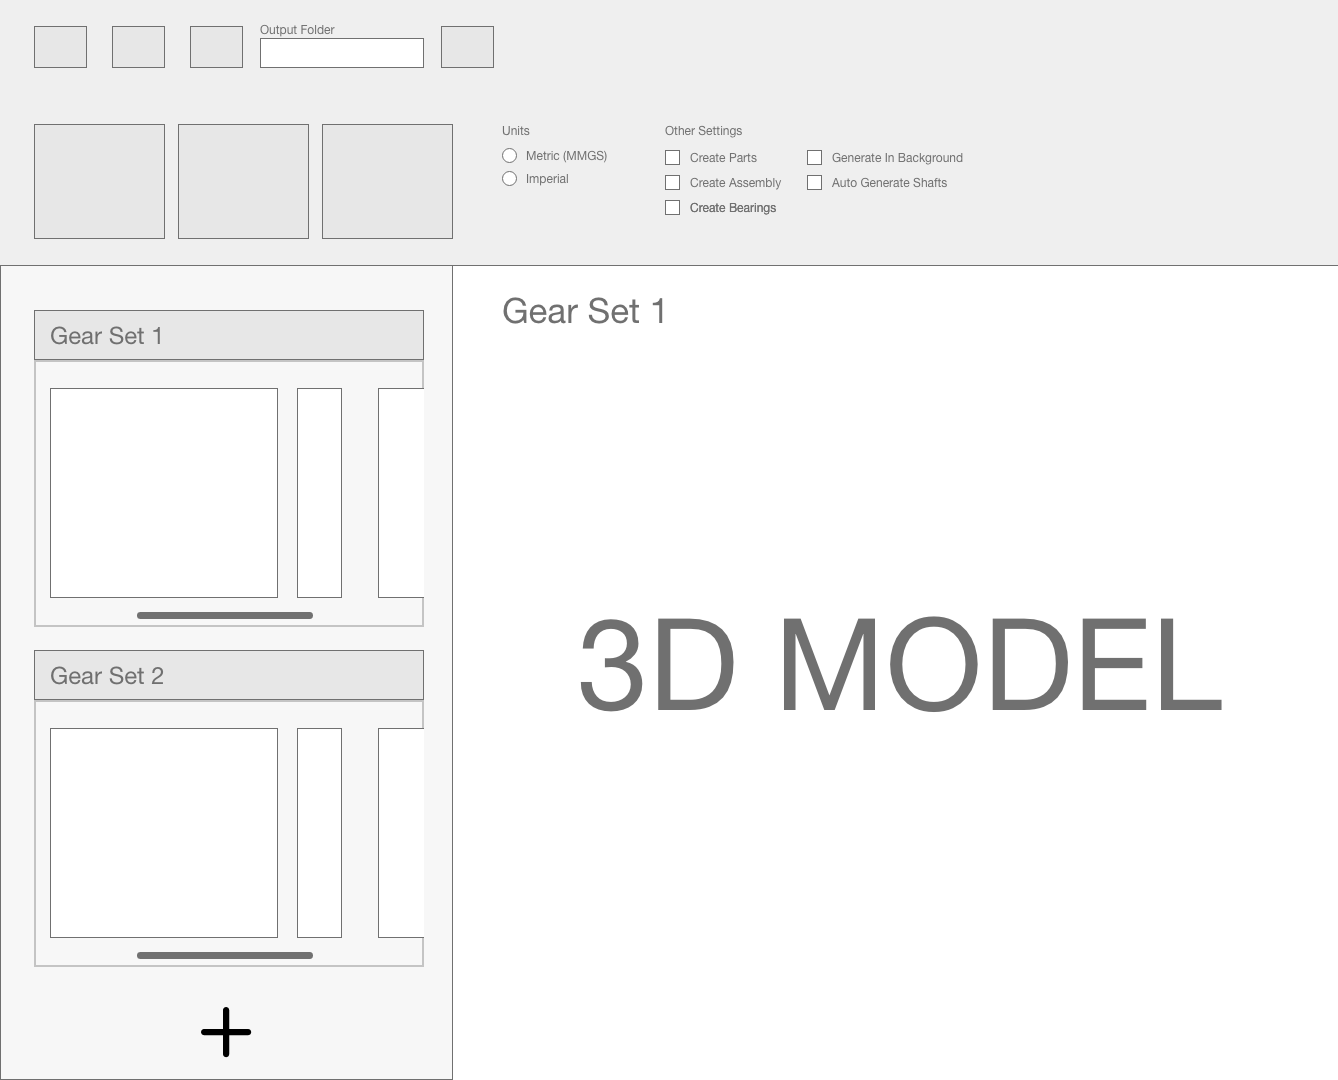 Output Folder
Units
Metric (MMGS)
Imperial
Other Settings
Create Parts
Create Assembly
Create Bearings
Generate In Background
Auto Generate Shafts
Gear Set 1
Gear Set 2
Gear Set 1
3D MODEL